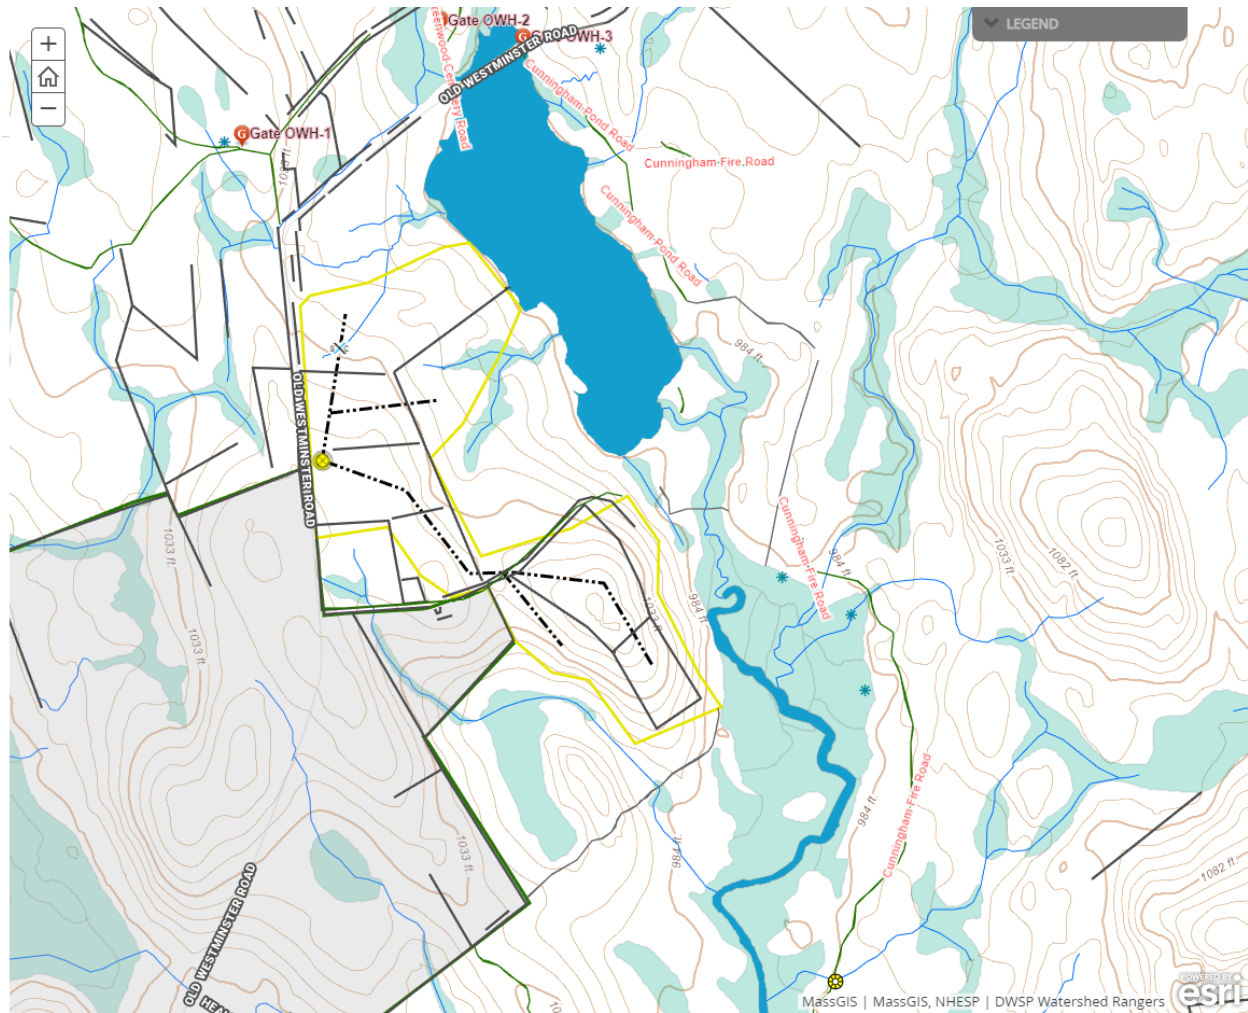 LEGEND
Gate OWH-2
Gate OWH-3
OLD WESTMINSTER ROAD
Cunningham-Pond Road
Gate OWH-1
Cunningham-Fire,Road
Cunningham-Pond Road
984 ft.
OLD WESTMINSTER ROAD
Cunningham-Fire Road
1033 ft.
984 ft.
1033 ft.
1082 ft.
984 ft.
1033 ft.
1033 ft.
Cunningham-Fire Road
984 ft.
984 ft.
1033 ft.
1082 ft.
OLD WESTMINSTER ROAD
POWERED BY
esri
MassGIS | MassGIS, NHESP | DWSP Watershed Rangers